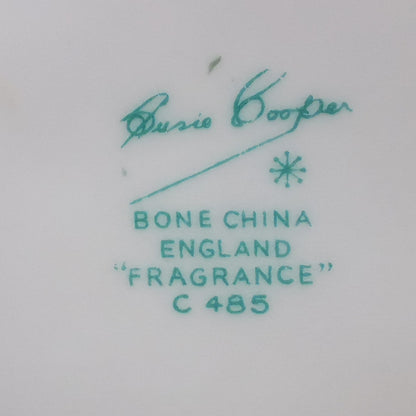 Susie Cooper
BONE CHINA
ENGLAND
"FRAGRANCE"
C 485